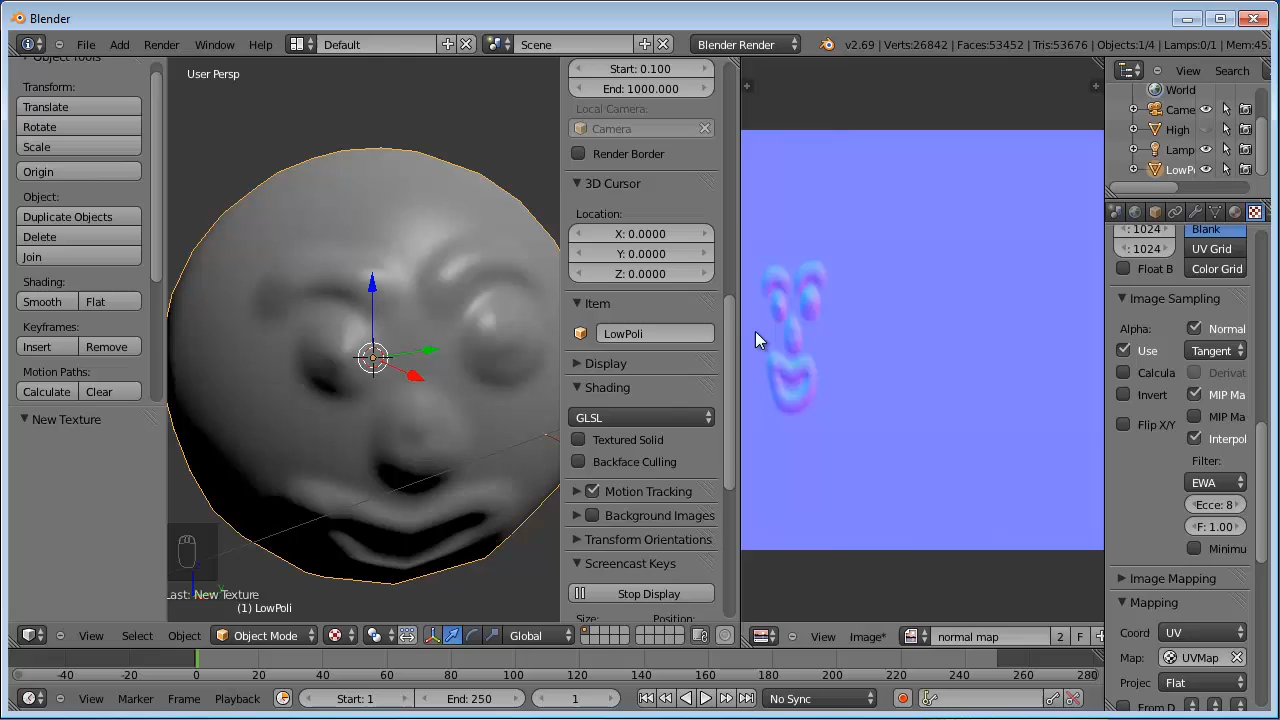 Blender
File Add Render Window Help Default Scene Blender Render v2.69 | Verts:26842 | Faces:53452 | Tris:53676 | Objects:1/4 | Lamps:0/1 | Mem:45.
Object Tools
Transform:
Translate
Rotate
Scale
Origin
Object:
Duplicate Objects
Delete
Join
Shading:
Smooth Flat
Keyframes:
Insert Remove
Motion Paths:
Calculate Clear
New Texture
User Persp
Last: New Texture
(1) LowPoli
Start: 0.100
End: 1000.000
Local Camera:
Camera
Render Border
3D Cursor
Location:
X: 0.0000
Y: 0.0000
Z: 0.0000
Item
LowPoli
Display
Shading
GLSL
Textured Solid
Backface Culling
Motion Tracking
Background Images
Transform Orientations
Screencast Keys
Stop Display
Size: Position:
View Search
World
Came
High
Lamp
LowPo
: 1024 Blank
: 1024 UV Grid
Float B Color Grid
Image Sampling
Alpha: Normal
Use Tangent
Calcula Derivat
Invert MIP Ma
Flip X/Y MIP Ma
Interpol
Filter:
EWA
Ecce: 8
F: 1.00
Minimu
Image Mapping
Mapping
Coord UV
Map: UVMap
Projec Flat
From D
View Select Object Object Mode Global
View Image* normal map 2 F
-40 -20 0 20 40 60 80 100 120 140 160 180 200 220 240 260 280
View Marker Frame Playback Start: 1 End: 250 1 No Sync